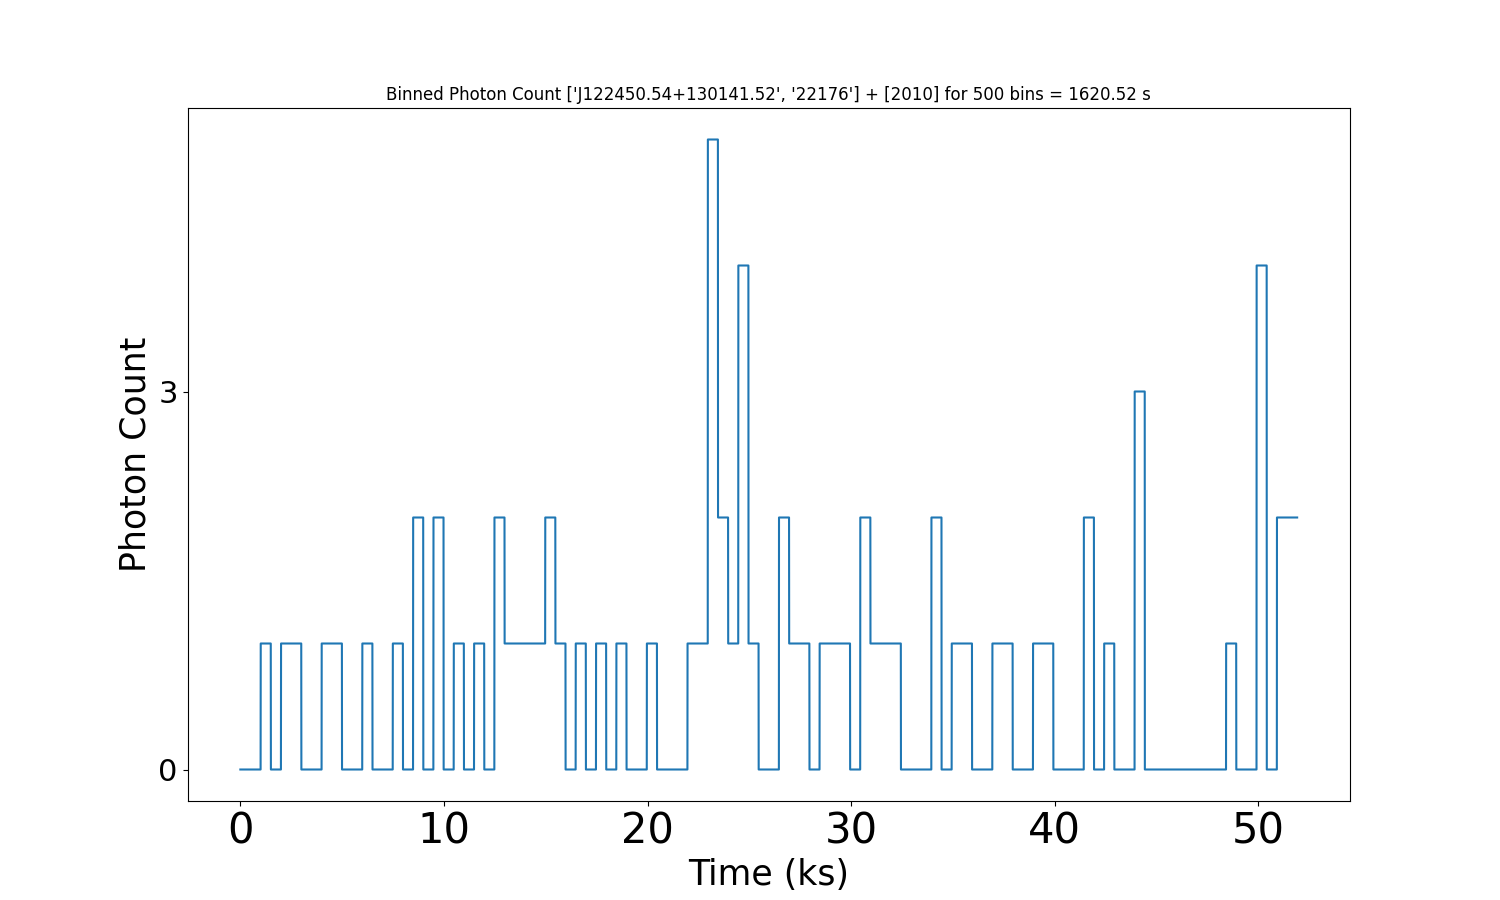 Binned Photon Count ['J122450.54+130141.52', '22176'] + [2010] for 500 bins = 1620.52 s
Photon Count
3
0
0 10 20 30 40 50
Time (ks)